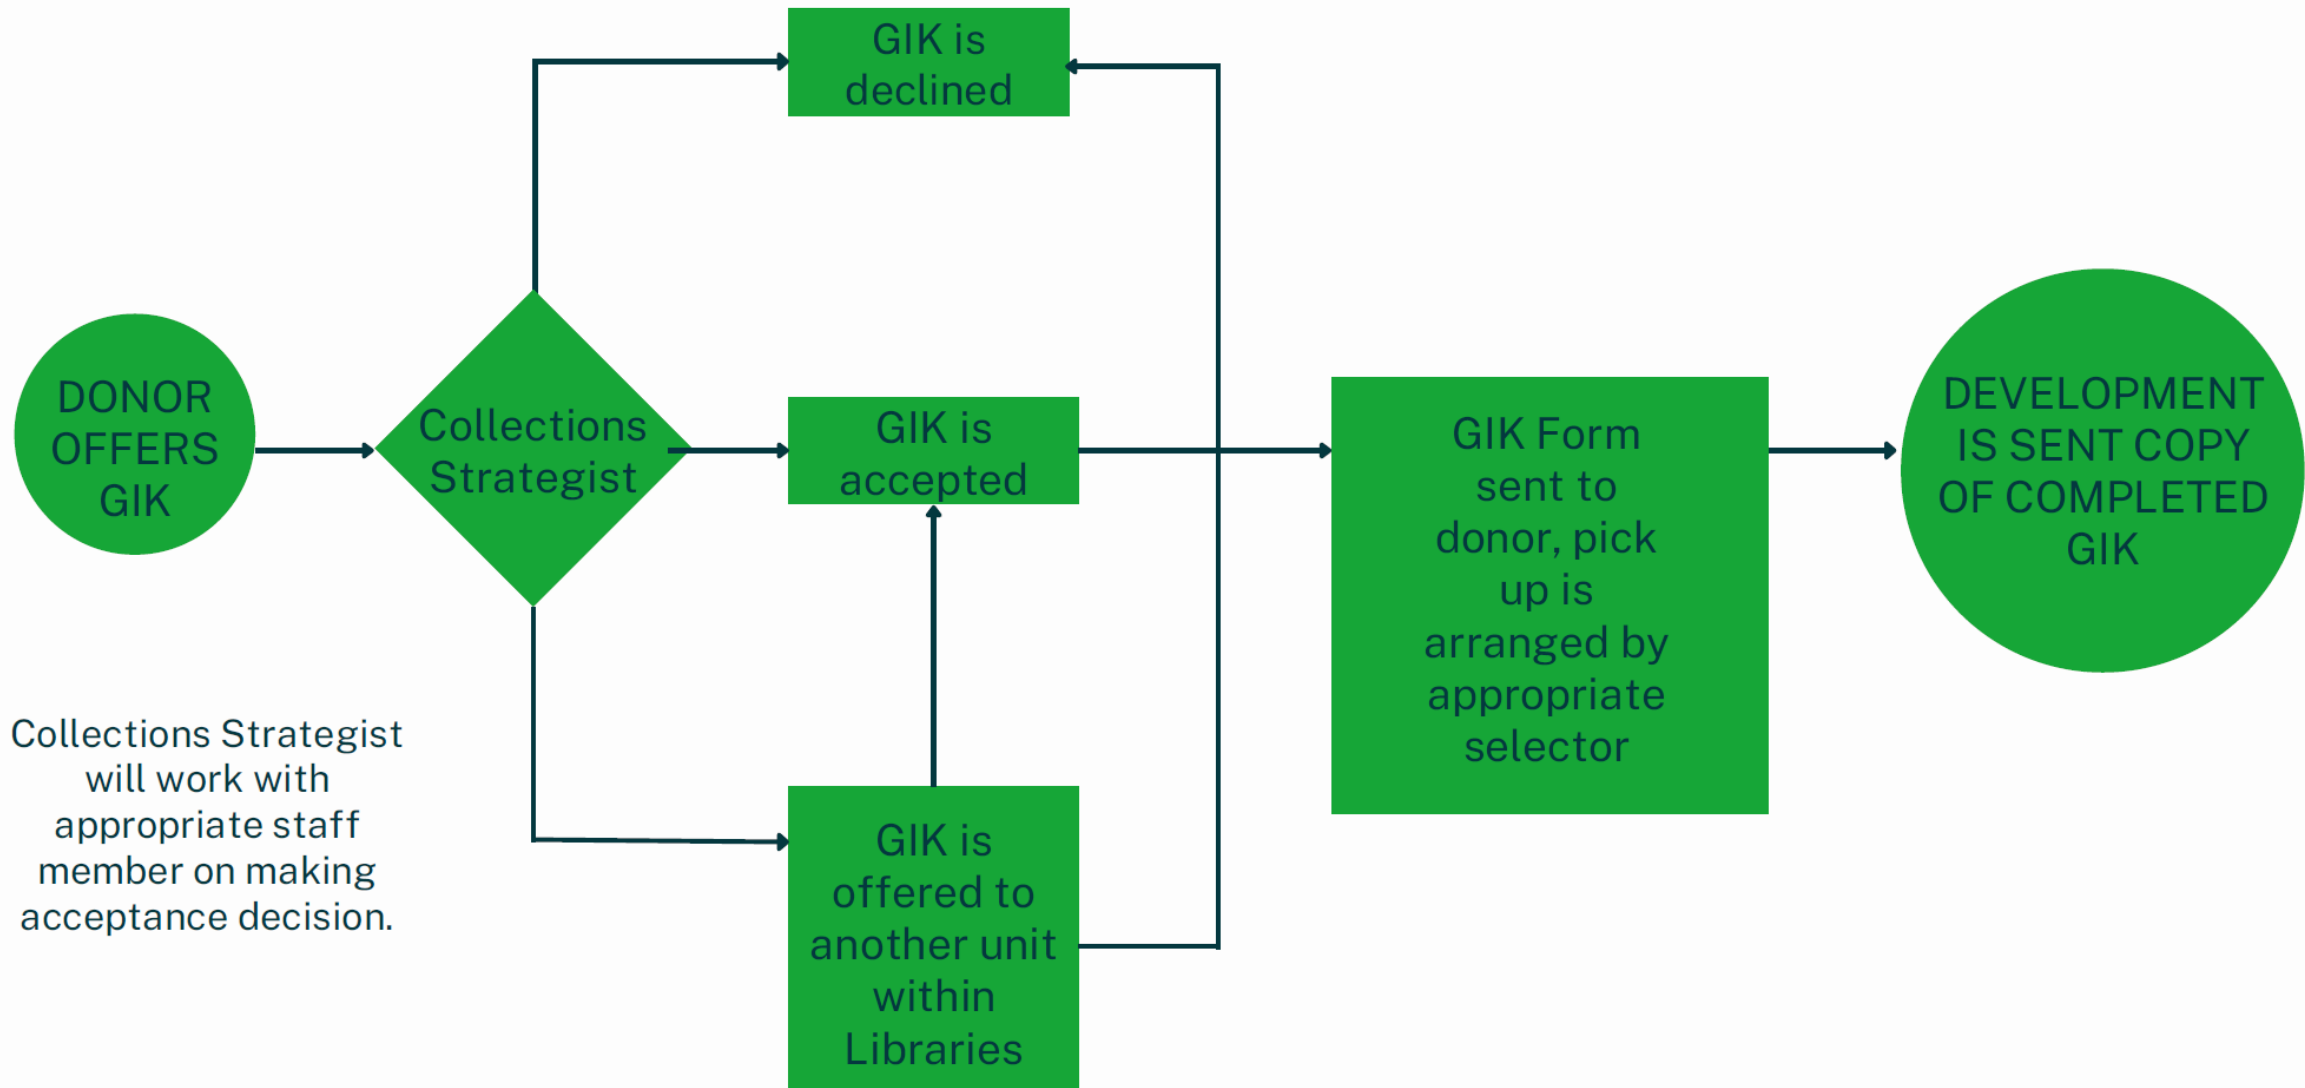 GIK is
declined
DONOR
OFFERS
GIK
Collections
Strategist
GIK is
accepted
GIK Form
sent to
donor, pick
up is
arranged by
appropriate
selector
DEVELOPMENT
IS SENT COPY
OF COMPLETED
GIK
Collections Strategist
will work with
appropriate staff
member on making
acceptance decision.
GIK is
offered to
another unit
within
Libraries